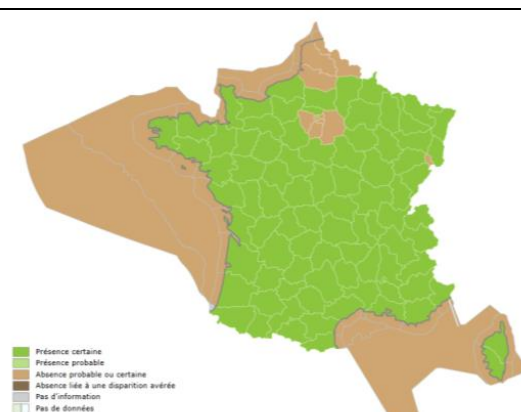 Présence certaine
Présence probable
Absence probable ou certaine
Absence liée à une disparition avérée
Pas d'information
Pas de données